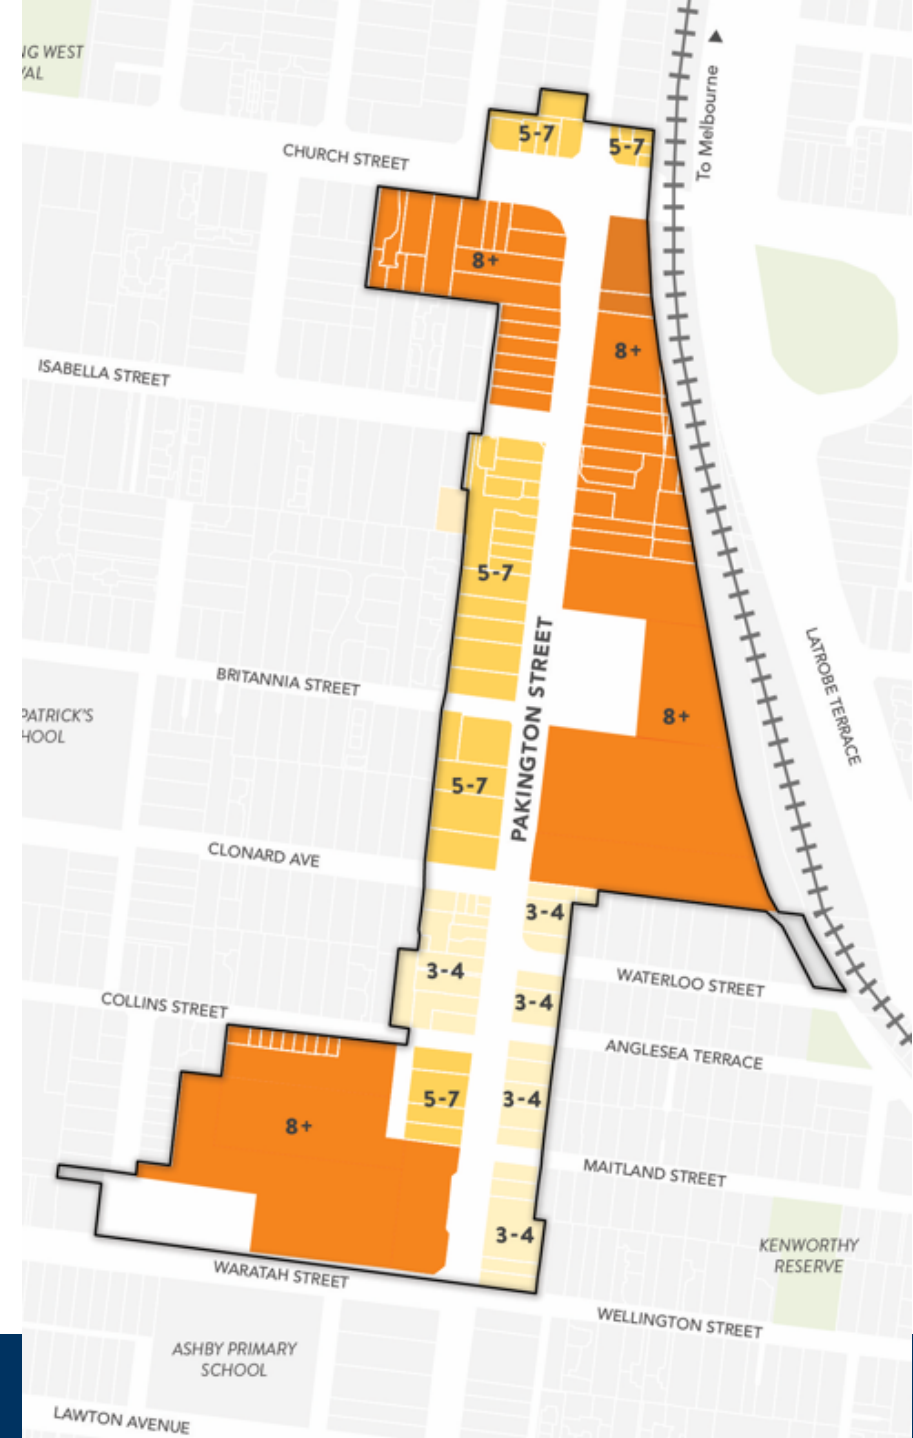 NG WEST
VAL
To Melbourne
5-7
5-7
CHURCH STREET
8+
8+
ISABELLA STREET
5-7
PAKINGTON STREET
LATROBE TERRACE
BRITANNIA STREET
PATRICK'S
HOOL
8+
5-7
CLONARD AVE
3-4
3-4
WATERLOO STREET
3-4
COLLINS STREET
ANGLESEA TERRACE
5-7
3-4
8+
MAITLAND STREET
3-4
KENWORTHY
RESERVE
WARATAH STREET
WELLINGTON STREET
ASHBY PRIMARY
SCHOOL
LAWTON AVENUE